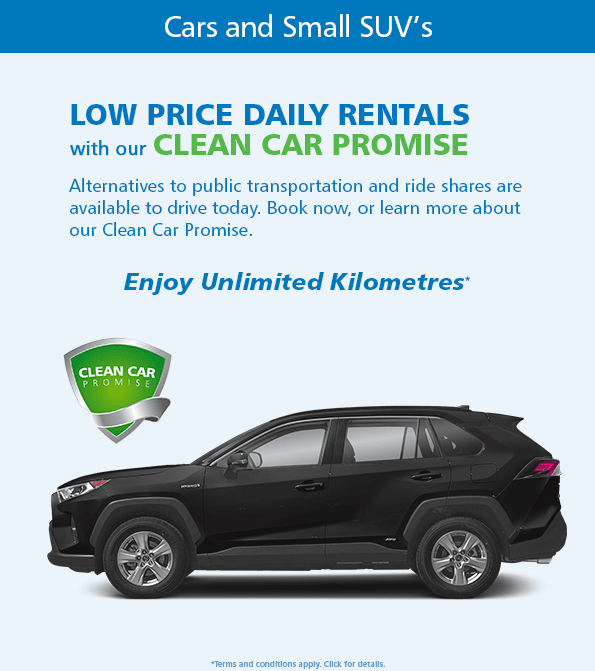 Cars and Small SUV's
LOW PRICE DAILY RENTALS
with our CLEAN CAR PROMISE
Alternatives to public transportation and ride shares are
available to drive today. Book now, or learn more about
our Clean Car Promise.
Enjoy Unlimited Kilometres*
CLEAN CAR
PROMISE
*Terms and conditions apply. Click for details.